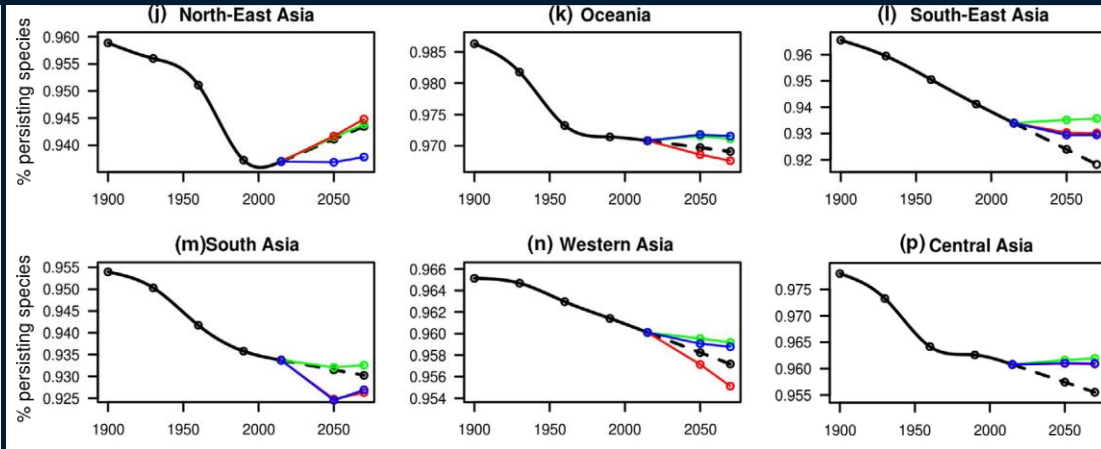 (j) North-East Asia
% persisting species
0.960
0.955
0.950
0.945
0.940
1900 1950 2000 2050
(k) Oceania
0.985
0.980
0.975
0.970
1900 1950 2000 2050
(l) South-East Asia
0.96
0.95
0.94
0.93
0.92
1900 1950 2000 2050
(m)South Asia
% persisting species
0.955
0.950
0.945
0.940
0.935
0.930
0.925
1900 1950 2000 2050
(n) Western Asia
0.966
0.964
0.962
0.960
0.958
0.956
0.954
1900 1950 2000 2050
(p) Central Asia
0.975
0.970
0.965
0.960
0.955
1900 1950 2000 2050